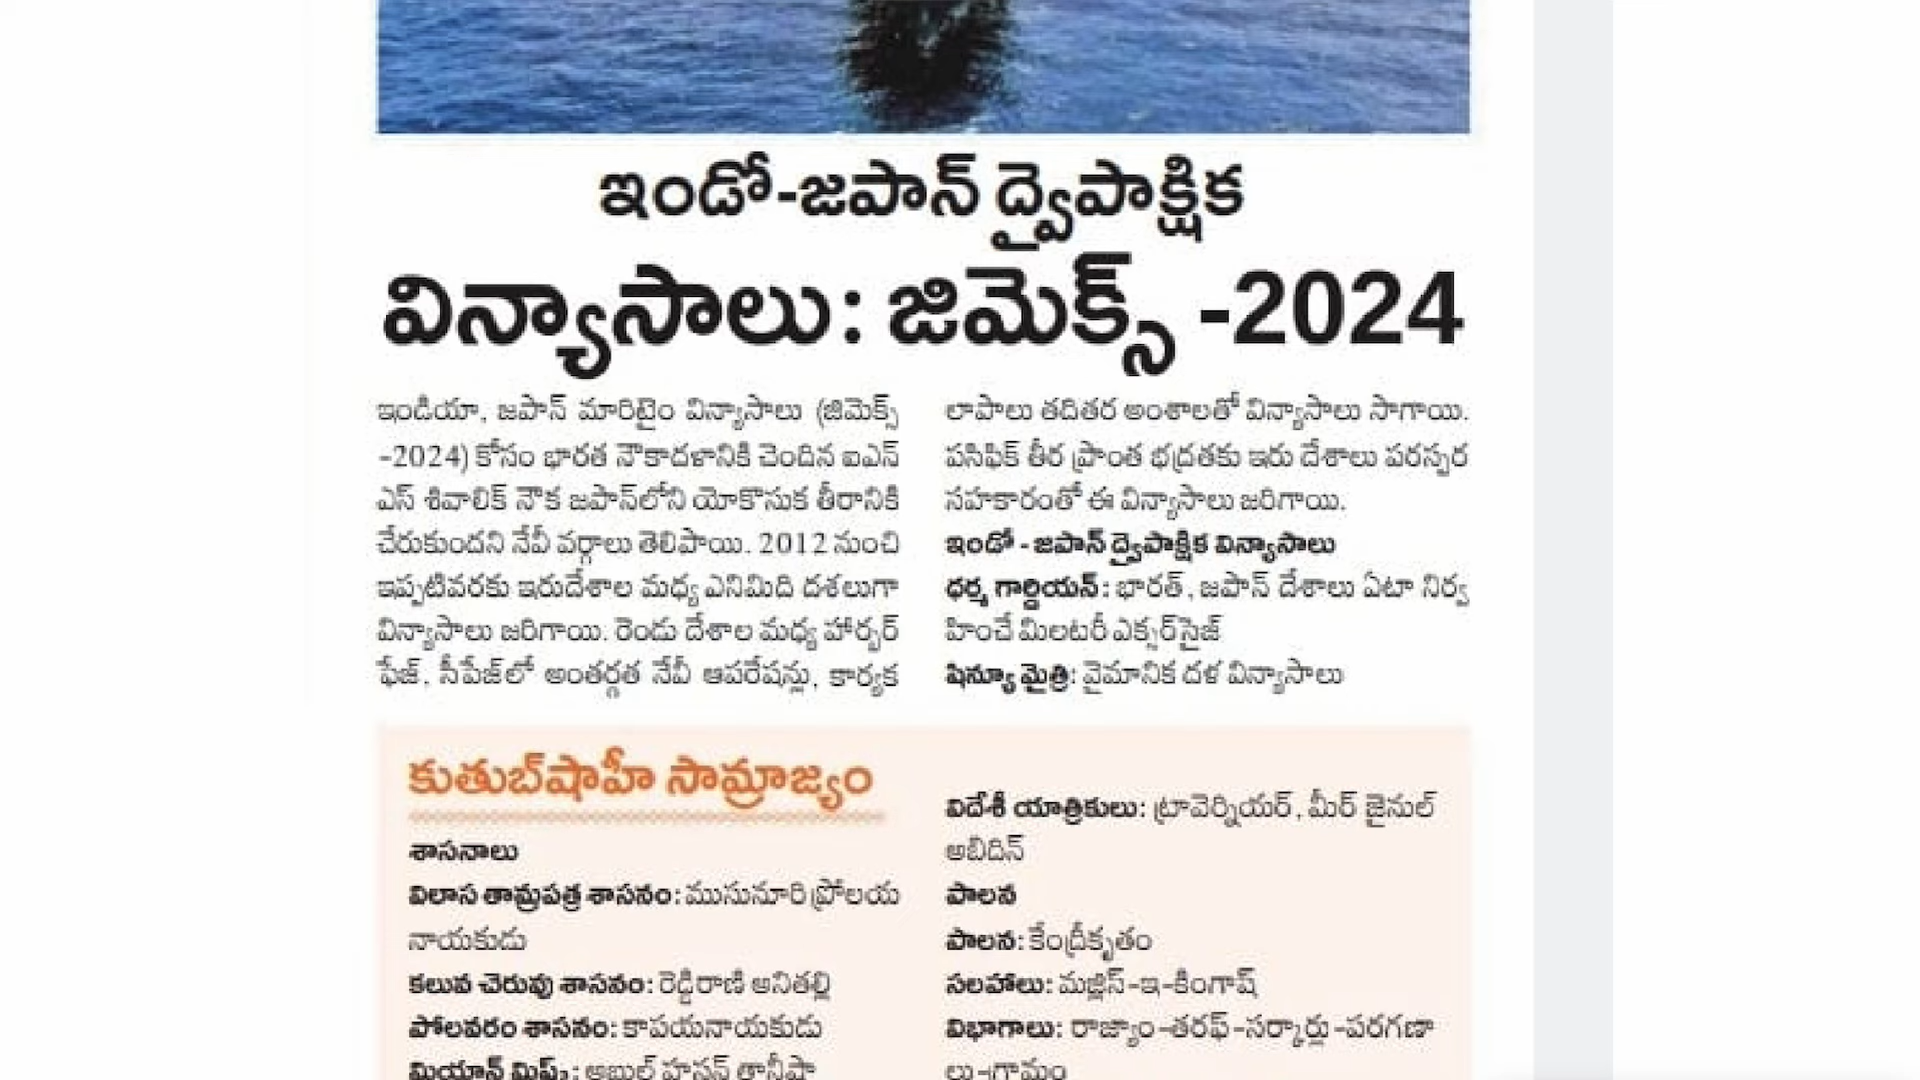 ఇండో-జపాన్ ద్వైపాక్షిక
విన్యాసాలు: జిమెక్స్ -2024
ఇండియా, జపాన్ మారిటైం విన్యాసాలు (జిమెక్స్
-2024) కోసం భారత నౌకాదళానికి చెందిన ఐఎన్
ఎస్ శివాలిక్ నౌక జపాన్‌లోని యోకొసుక తీరానికి
చేరుకుందని నేవీ వర్గాలు తెలిపాయి. 2012 నుంచి
ఇప్పటివరకు ఇరుదేశాల మధ్య ఎనిమిది దశలుగా
విన్యాసాలు జరిగాయి. రెండు దేశాల మధ్య హార్బర్
ఫేజ్, సీపేజ్‌లో అంతర్గత నేవీ ఆపరేషన్లు, కార్యక
లాపాలు తదితర అంశాలతో విన్యాసాలు సాగాయి.
పసిఫిక్ తీర ప్రాంత భద్రతకు ఇరు దేశాలు పరస్పర
సహకారంతో ఈ విన్యాసాలు జరిగాయి.
ఇండో - జపాన్ ద్వైపాక్షిక విన్యాసాలు
ధర్మ గార్డియన్: భారత్, జపాన్ దేశాలు ఏటా నిర్వ
హించే మిలటరీ ఎక్సర్‌సైజ్
షిన్యూ మైత్రి: వైమానిక దళ విన్యాసాలు
కుతుబ్‌షాహీ సామ్రాజ్యం
శాసనాలు
విలాస తామ్రపత్ర శాసనం: ముసునూరి ప్రోలయ
నాయకుడు
కలువ చెరువు శాసనం: రెడ్డిరాణి అనితల్లి
పోలవరం శాసనం: కాపయనాయకుడు
మియాన్ మిష్క్: అబుల్ హసన్ తానీషా
విదేశీ యాత్రికులు: ట్రావెర్నియర్, మీర్ జైనుల్
అబీదిన్
పాలన
పాలన: కేంద్రీకృతం
సలహాలు: మజ్లిస్-ఇ-కింగాష్
విభాగాలు: రాజ్యాం-తరఫ్-సర్కార్లు-పరగణా
లు-గ్రామం